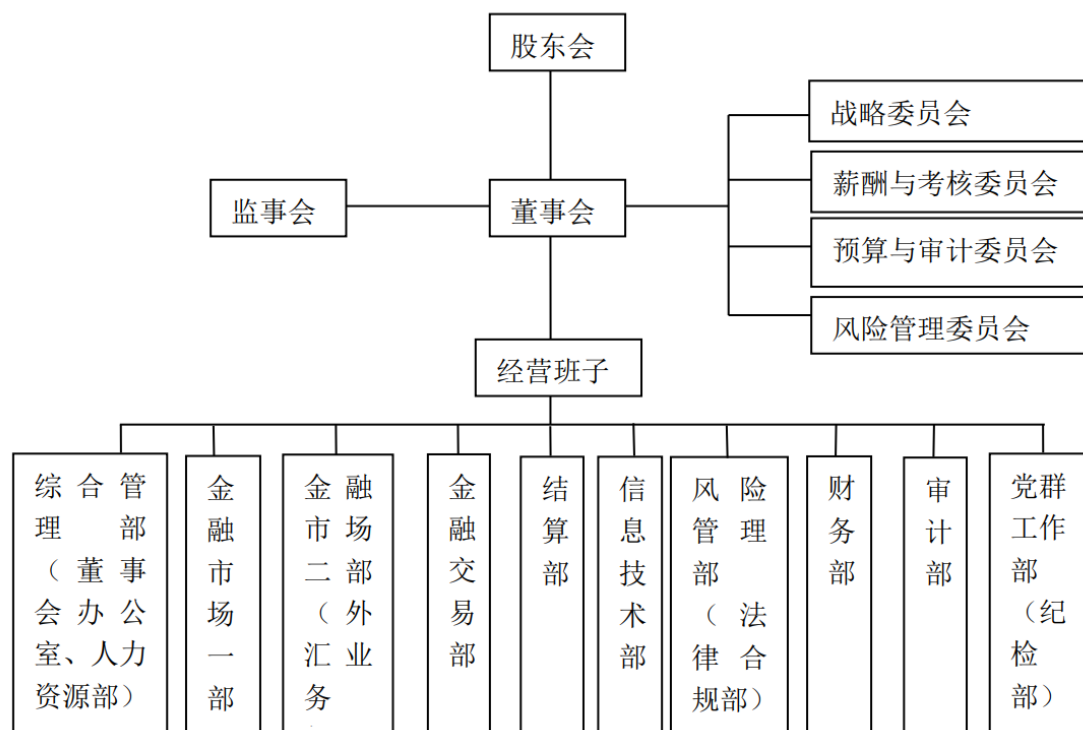 股东会
战略委员会
薪酬与考核委员会
监事会
董事会
预算与审计委员会
风险管理委员会
经营班子
综合管
理部
（董事
会办公
室、人力
资源部）
金
融
市
场
一
部
金融
市场
二部
（外
汇业
务
金
融
交
易
部
结
算
部
信
息
技
术
部
风险
管理
部
（法
律合
规部）
财
务
部
审
计
部
党群
工作
部
（纪
检
部）